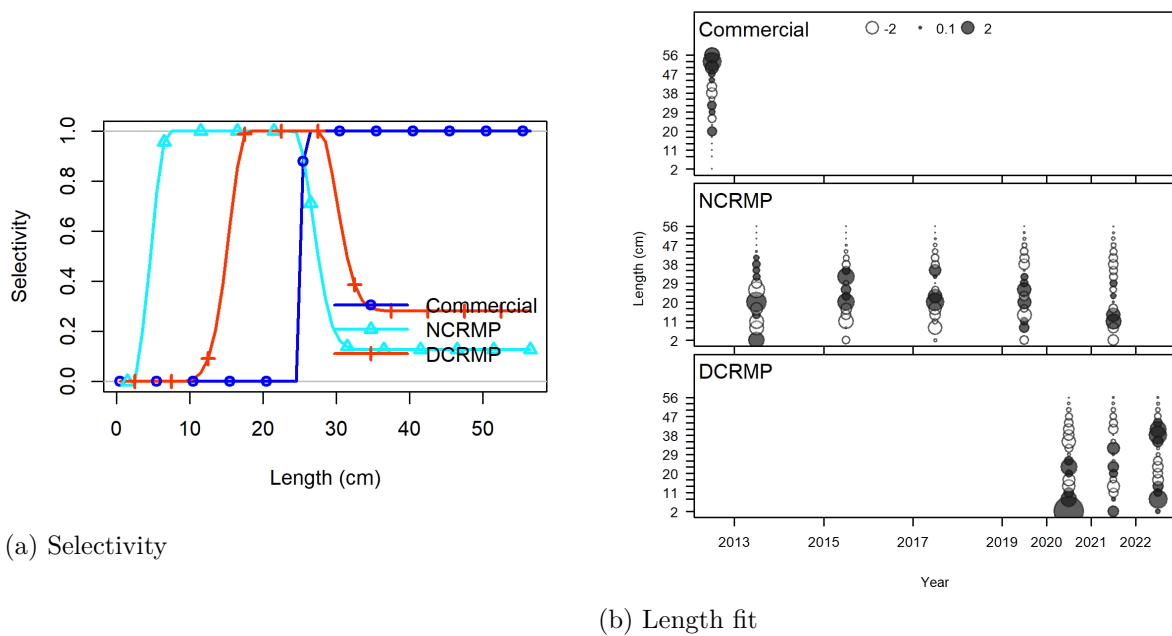 Selectivity
1.0
0.8
0.6
0.4
0.2
0.0
Commercial
NCRMP
DCRMP
0 10 20 30 40 50
Length (cm)
(a) Selectivity
Commercial
-2 0.1 2
56
47
38
29
20
11
2
NCRMP
56
47
38
29
20
11
2
Length (cm)
DCRMP
56
47
38
29
20
11
2
2013 2015 2017 2019 2020 2021 2022
Year
(b) Length fit